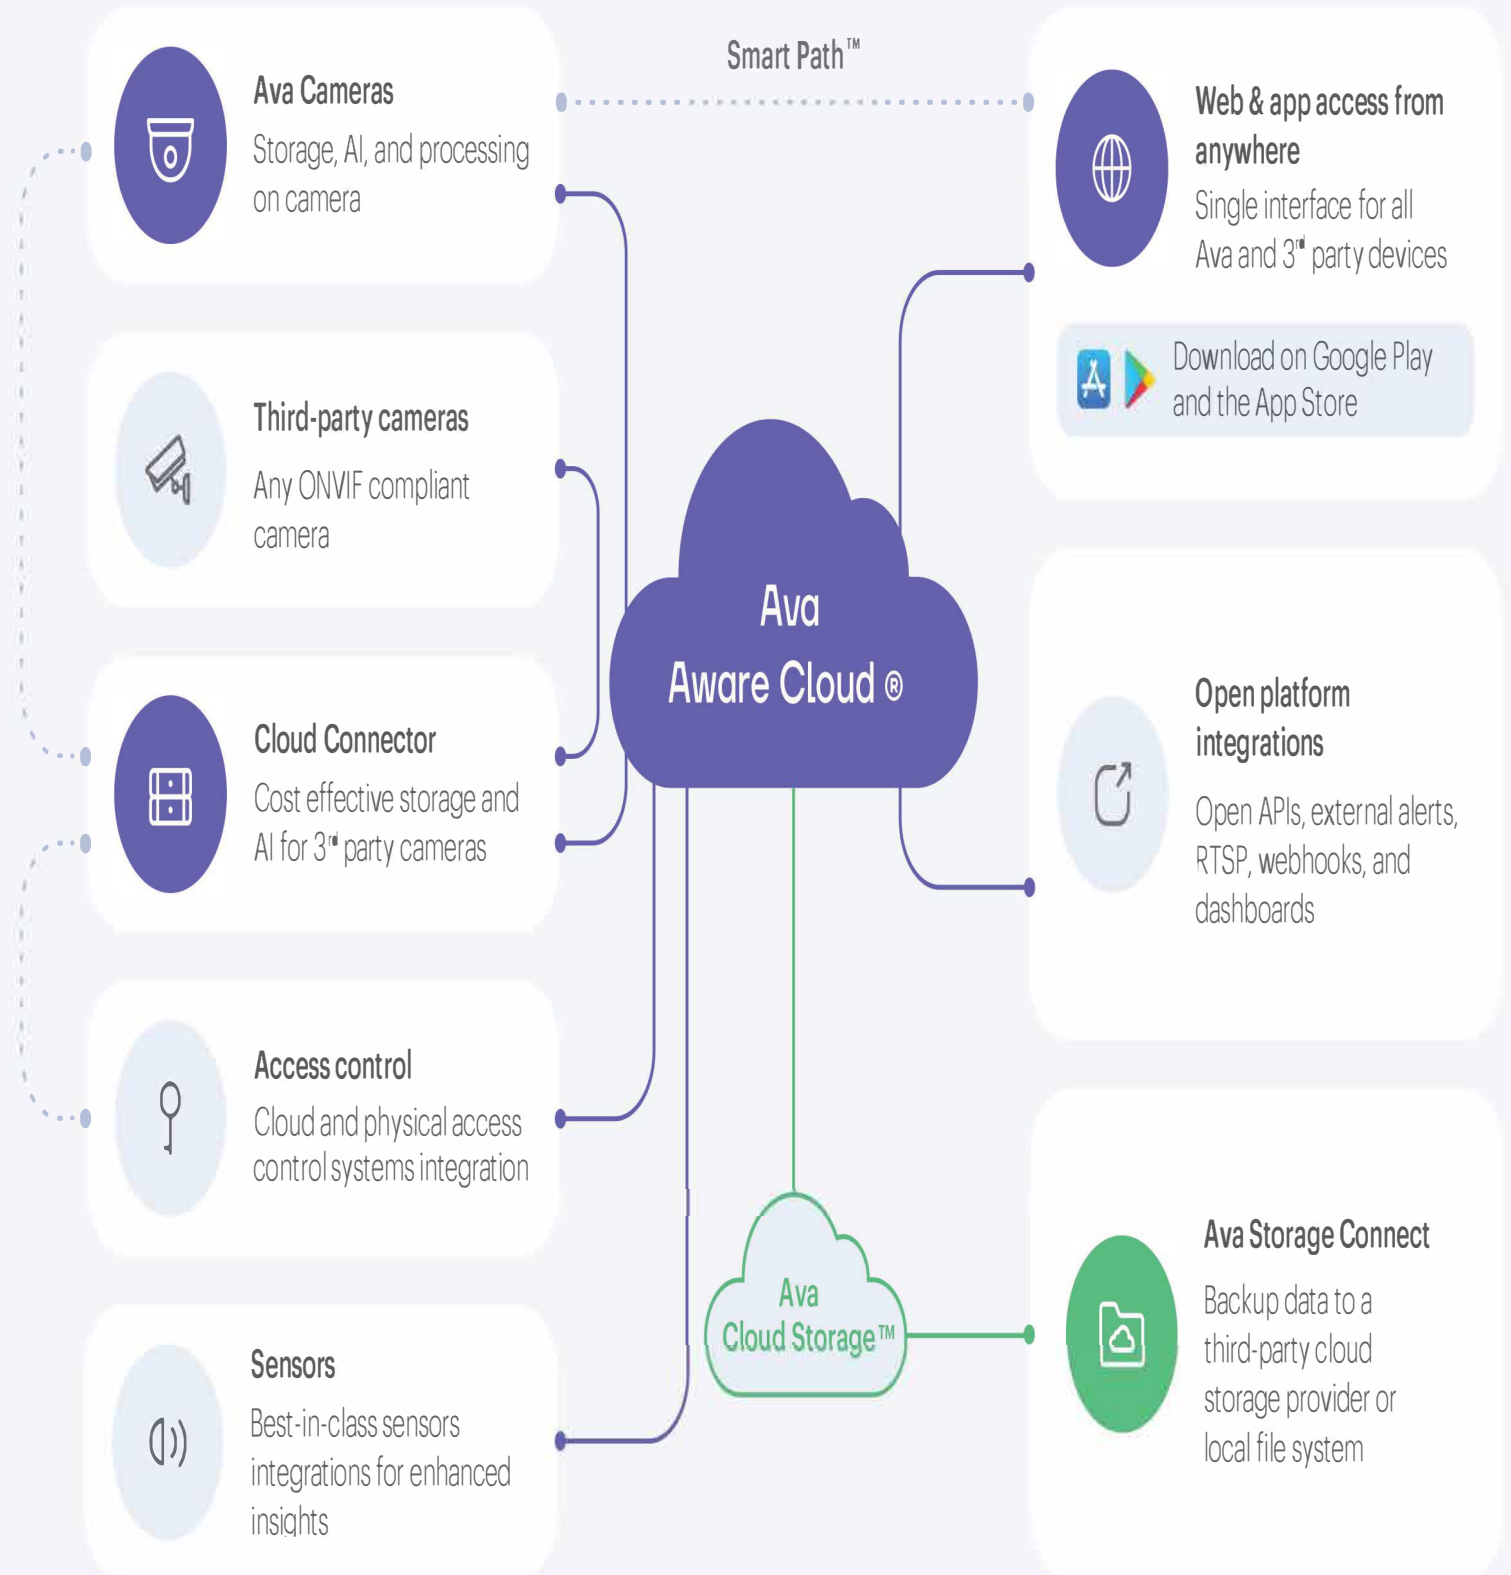 Smart Path™
Ava Cameras
Storage, AI, and processing
on camera
Third-party cameras
Any ONVIF compliant
camera
Cloud Connector
Cost effective storage and
AI for 3rd party cameras
Access control
Cloud and physical access
control systems integration
Sensors
Best-in-class sensors
integrations for enhanced
insights
Ava
Aware Cloud ®
Ava
Cloud Storage™
Web & app access from
anywhere
Single interface for all
Ava and 3rd party devices
Download on Google Play
and the App Store
Open platform
integrations
Open APIs, external alerts,
RTSP, webhooks, and
dashboards
Ava Storage Connect
Backup data to a
third-party cloud
storage provider or
local file system